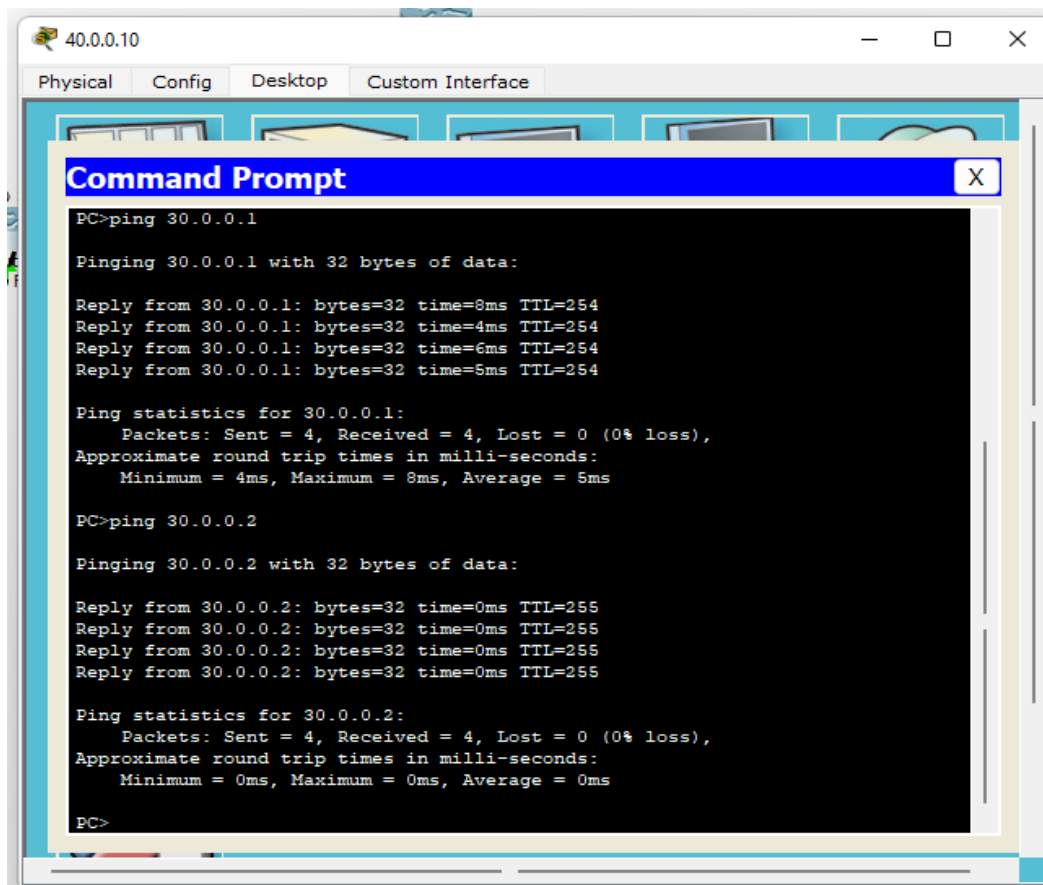 40.0.0.10
Physical Config Desktop Custom Interface
Command Prompt X
PC>ping 30.0.0.1
Pinging 30.0.0.1 with 32 bytes of data:
Reply from 30.0.0.1: bytes=32 time=8ms TTL=254
Reply from 30.0.0.1: bytes=32 time=4ms TTL=254
Reply from 30.0.0.1: bytes=32 time=6ms TTL=254
Reply from 30.0.0.1: bytes=32 time=5ms TTL=254
Ping statistics for 30.0.0.1:
Packets: Sent = 4, Received = 4, Lost = 0 (0% loss),
Approximate round trip times in milli-seconds:
Minimum = 4ms, Maximum = 8ms, Average = 5ms
PC>ping 30.0.0.2
Pinging 30.0.0.2 with 32 bytes of data:
Reply from 30.0.0.2: bytes=32 time=0ms TTL=255
Reply from 30.0.0.2: bytes=32 time=0ms TTL=255
Reply from 30.0.0.2: bytes=32 time=0ms TTL=255
Reply from 30.0.0.2: bytes=32 time=0ms TTL=255
Ping statistics for 30.0.0.2:
Packets: Sent = 4, Received = 4, Lost = 0 (0% loss),
Approximate round trip times in milli-seconds:
Minimum = 0ms, Maximum = 0ms, Average = 0ms
PC>